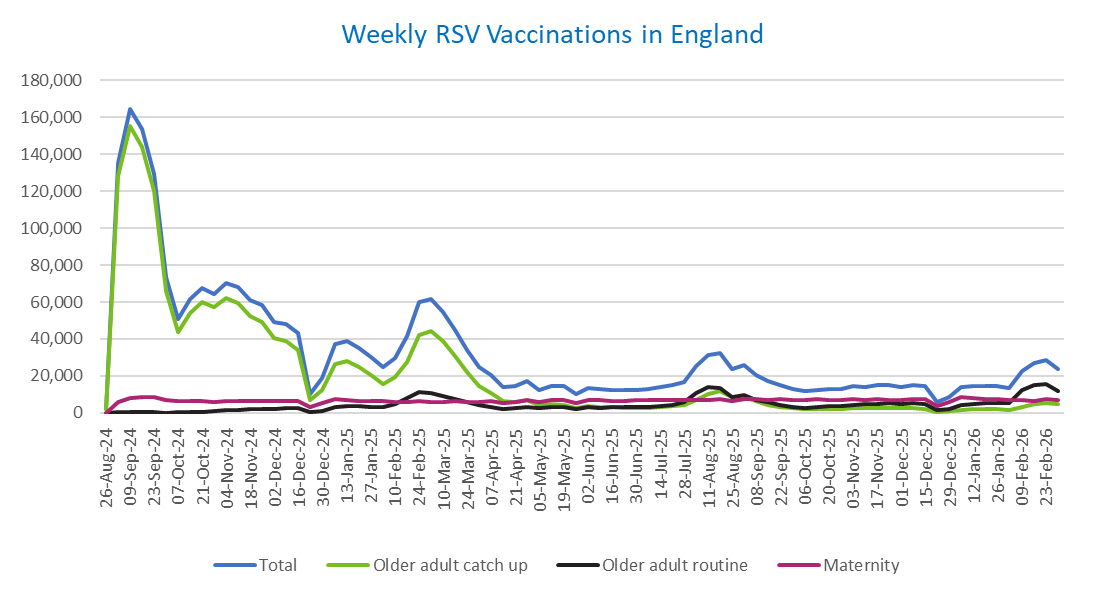 Weekly RSV Vaccinations in England
180,000
160,000
140,000
120,000
100,000
80,000
60,000
40,000
20,000
0
26-Aug-24
09-Sep-24
23-Sep-24
07-Oct-24
21-Oct-24
04-Nov-24
18-Nov-24
02-Dec-24
16-Dec-24
30-Dec-24
13-Jan-25
27-Jan-25
10-Feb-25
24-Feb-25
10-Mar-25
24-Mar-25
07-Apr-25
21-Apr-25
05-May-25
19-May-25
02-Jun-25
16-Jun-25
30-Jun-25
14-Jul-25
28-Jul-25
11-Aug-25
25-Aug-25
08-Sep-25
22-Sep-25
06-Oct-25
20-Oct-25
03-Nov-25
17-Nov-25
01-Dec-25
15-Dec-25
29-Dec-25
12-Jan-26
26-Jan-26
09-Feb-26
23-Feb-26
Total
Older adult catch up
Older adult routine
Maternity